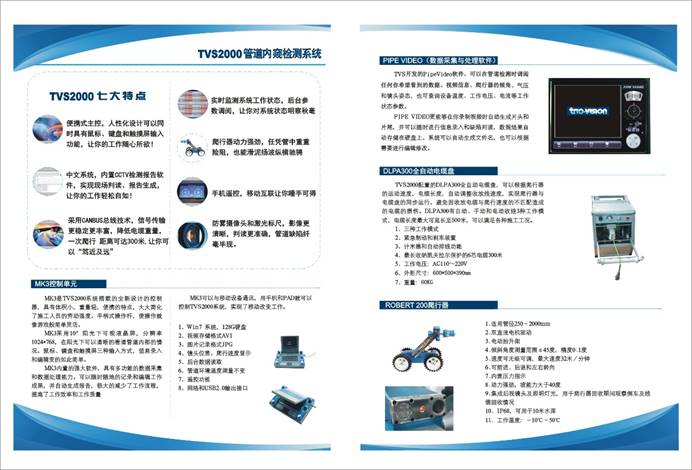 TVS2000管道内窥检测系统
TVS2000 七大特点
便携式主控，人性化设计可以同
时具有鼠标、键盘和触摸屏输入
功能，让你的工作随心所欲！
中文系统，内置CCTV检测报告软
件，实现现场判读、报告生成，
让你的工作轻松自如！
采用CANBUS总线技术，信号传输
更稳定更丰富，降低电缆重量，
一次爬行 距离可达300米，让你可
以“笃近及远”
实时监测系统工作状态，后台参
数调阅，让你对系统状态明察秋毫
爬行器动力强劲，任凭管中重重
险阻，也能滑泥扬波纵横驰骋
手机遥控，移动互联让你唾手可得
防雾摄像头和激光标尺，影像更
清晰，判读更准确，管道缺陷纤
毫毕现。
MK3控制单元
MK3是TVS2000系统搭载的全新设计的控制
器，具有体积小、重量轻、便携的特点，大大简化
了施工人员的劳动强度，手柄式操作杆，使操作就
像游戏般简单灵活。
MK3采用10"阳光下可视液晶屏，分辨率
1024*768，在阳光下可以清晰的看清管道内部的情
况。鼠标、键盘和触摸屏三种输入方式，信息录入
和编辑变的如此简单。
MK3内置的强大软件，具有多功能的数据采集
和数据处理能力，可以随时随地的记录和编辑工作
成果，并自动生成报告，极大的减少了工作流程，
提高了工作效率和工作质量
MK3可以与移动设备通讯，用手机和PAD就可以
控制TVS2000系统，实现了移动改变工作。
1、Win7 系统，128G硬盘
2、视频存储格式AVI
3、图片记录格式JPG
4、镜头仪表，爬行速度显示
5、后台数据读取
6、管道环境温度测量不变
7、遥控功能
8、网络和USB2.0输出接口
PIPE VIDEO（数据采集与处理软件）
TVS开发的PipeVideo软件，可以在管道检测时调阅
任何你希望看到的数据、视频信息、爬行器的倾角、气压
和镜头姿态，也可查询设备温度、工作电压、电流等工作
状态参数。
PIPE VIDEO更能够在你录制视频时自动生成片头和
片尾，并可以随时进行信息录入和缺陷判读，数据结果自
动存储在硬盘上。系统可以自动生成文件名，也可以根据
需要进行编辑修改。
TRIO-VISION
DLPA300全自动电缆盘
TVS2000配置的DLPA300全自动电缆盘，可以根据爬行器
的运动速度、电缆长度，自动调整收放线速度，实现爬行器与
电缆盘的同步运行，避免因收放电缆与爬行速度的不匹配造成
的电缆的损伤。DLPA300有自动、手动和电动收线3种工作模
式，电缆长度最大可延长至500米，可以满足各种施工工况。
1、三种工作模式
2、紧急制动和刹车装置
3、计米器和自动排线功能
4、最长收纳凯夫拉尔保护的6芯电缆300米
5、工作电压：AC110～220V
6、外形尺寸：600*500*390mm
7、重量：60KG
ROBERT 200爬行器
1.适用管径250－2000mm
2.双直流电机驱动
3.电动抬升架
4.倾斜角度测量范围±45度，精度0.1度
5.速度可无极可调，最大速度32米/分钟
6.可前进、后退和左右转向
7.内置压力指示
8.动力强劲，坡能力大于40度
9.集成后视镜头及照明灯光，用于爬行器回收期间观察倒车及线
缆回收情况
10、IP68，可用于10米水深
11、工作温度：－10℃－50℃